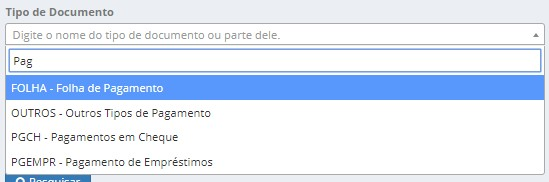 Tipo de Documento
Digite o nome do tipo de documento ou parte dele.
Pag
FOLHA - Folha de Pagamento
OUTROS - Outros Tipos de Pagamento
PGCH - Pagamentos em Cheque
PGEMPR - Pagamento de Empréstimos
Pesquisar